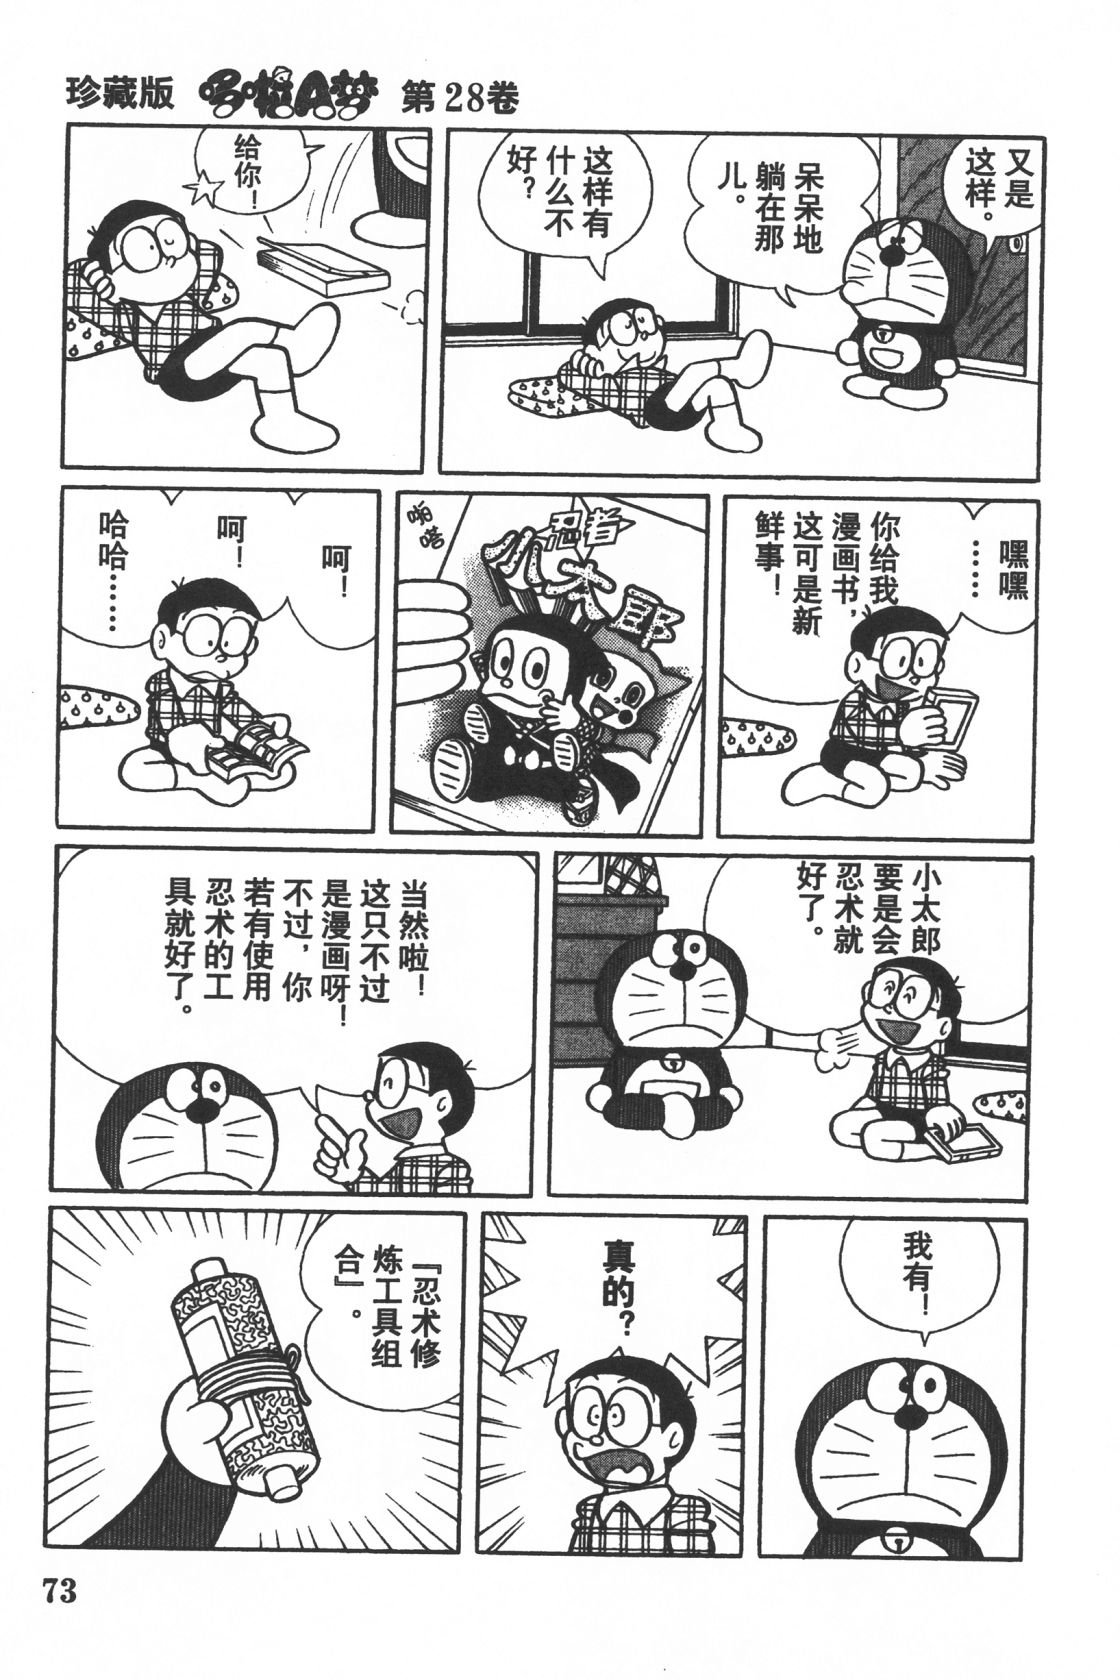 珍藏版 哆啦A梦 第28卷
又是
这样。
呆呆地
躺在那
儿。
这样有
什么不
好?
给你!
嘿嘿
……
你给我
漫画书,
这可是新
鲜事!
啪
嗒
忍者
小太郎
呵!
呵!
哈
哈……
小太郎
要是会
忍术就
好了。
当然啦!
这只不过
是漫画呀!
不过,你
若有使用
忍术的工
具就好了。
我
有!
真
的?
『忍术修
炼工具组
合』。
73